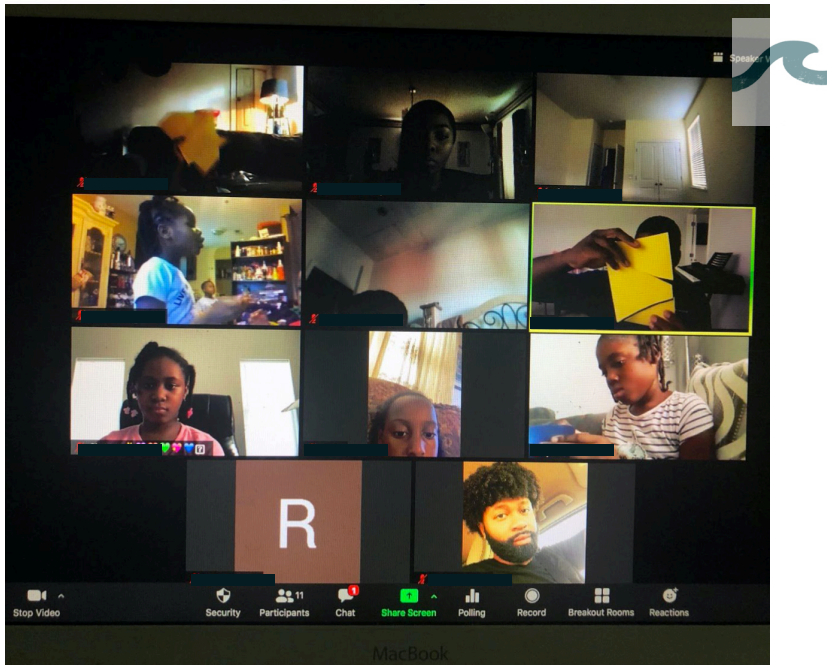 Speaker V
R
11
1
Stop Video
Security
Participants
Chat
Share Screen
Polling
Record
Breakout Rooms
Reactions
MacBook